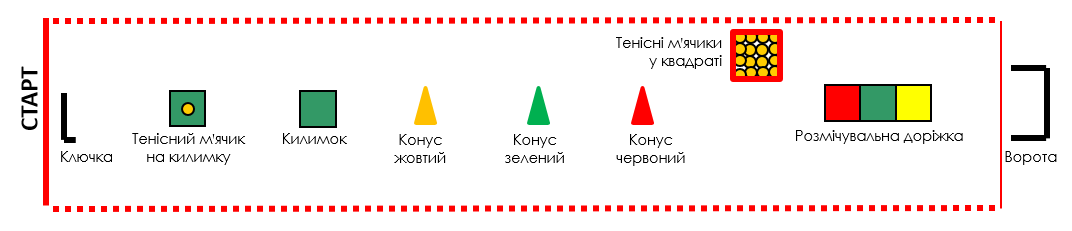 СТАРТ
Ключка
Тенісний м'ячик
на килимку
Килимок
Конус
жовтий
Конус
зелений
Конус
червоний
Тенісні м'ячики
у квадраті
Розмічувальна доріжка
Ворота